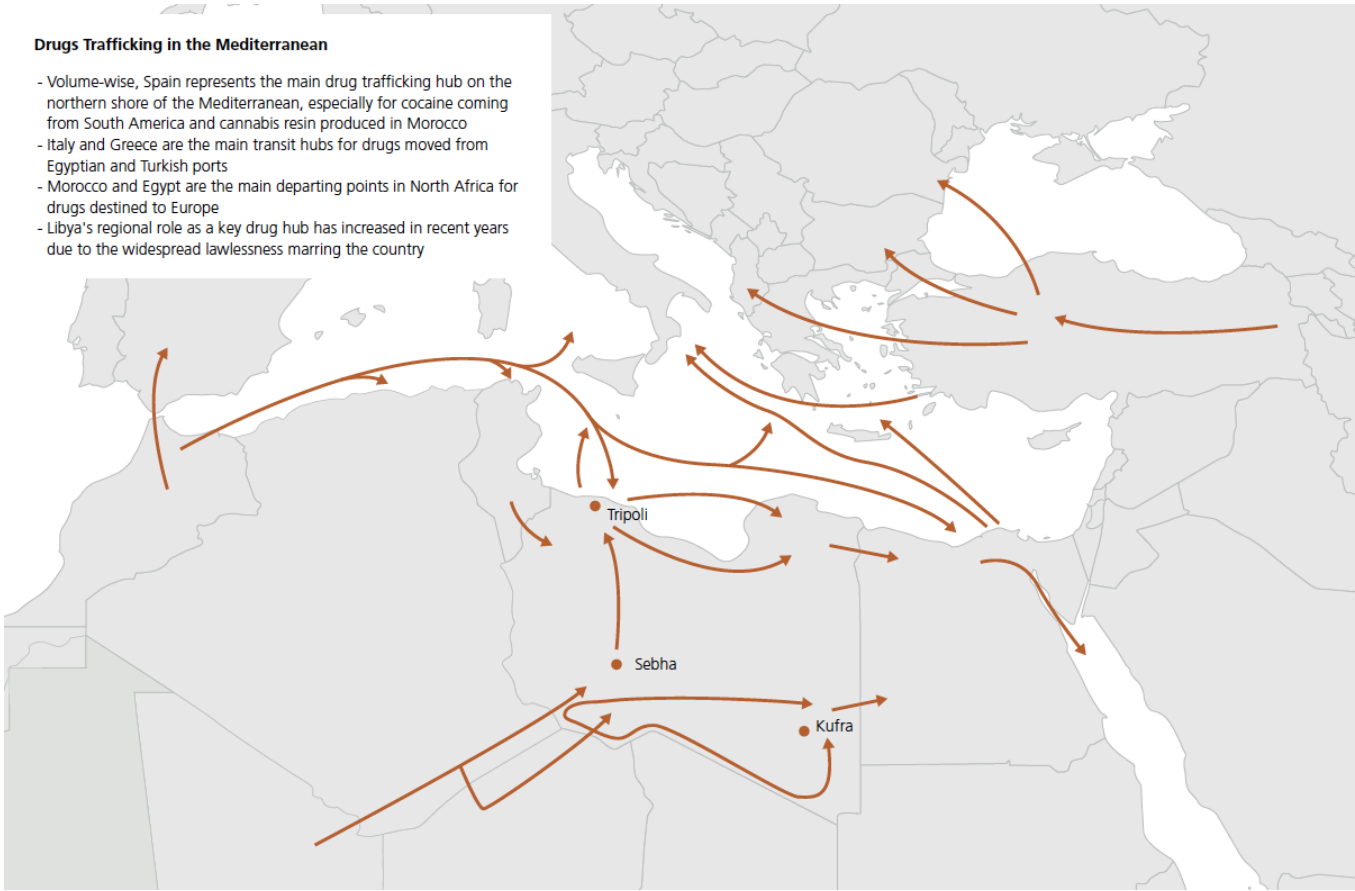 Drugs Trafficking in the Mediterranean
- Volume-wise, Spain represents the main drug trafficking hub on the
northern shore of the Mediterranean, especially for cocaine coming
from South America and cannabis resin produced in Morocco
- Italy and Greece are the main transit hubs for drugs moved from
Egyptian and Turkish ports
- Morocco and Egypt are the main departing points in North Africa for
drugs destined to Europe
- Libya's regional role as a key drug hub has increased in recent years
due to the widespread lawlessness marring the country
Tripoli
Sebha
Kufra